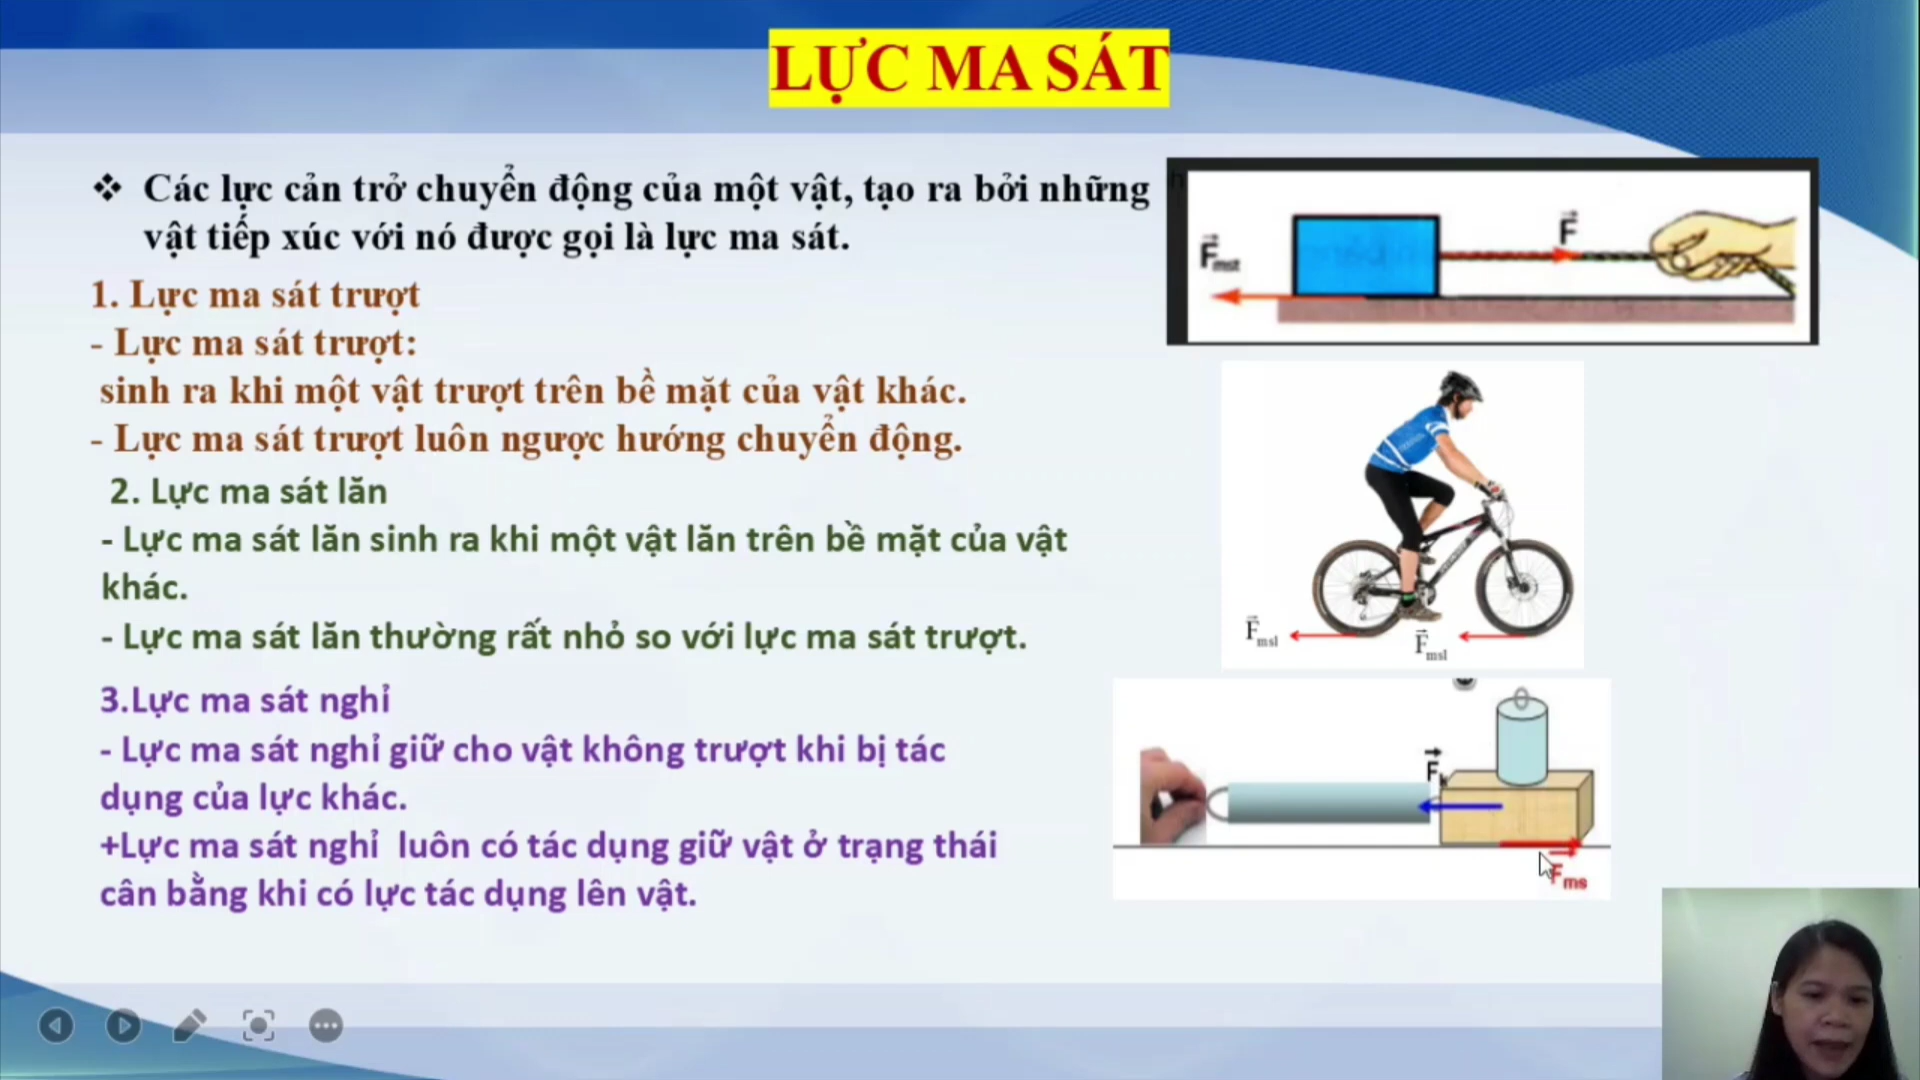 LỰC MA SÁT
❖ Các lực cản trở chuyển động của một vật, tạo ra bởi những
vật tiếp xúc với nó được gọi là lực ma sát.
1. Lực ma sát trượt
- Lực ma sát trượt:
sinh ra khi một vật trượt trên bề mặt của vật khác.
- Lực ma sát trượt luôn ngược hướng chuyển động.
2. Lực ma sát lăn
- Lực ma sát lăn sinh ra khi một vật lăn trên bề mặt của vật
khác.
- Lực ma sát lăn thường rất nhỏ so với lực ma sát trượt.
3.Lực ma sát nghỉ
- Lực ma sát nghỉ giữ cho vật không trượt khi bị tác
dụng của lực khác.
+Lực ma sát nghỉ  luôn có tác dụng giữ vật ở trạng thái
cân bằng khi có lực tác dụng lên vật.
F mst
F
F msl
F msl
F k
F ms